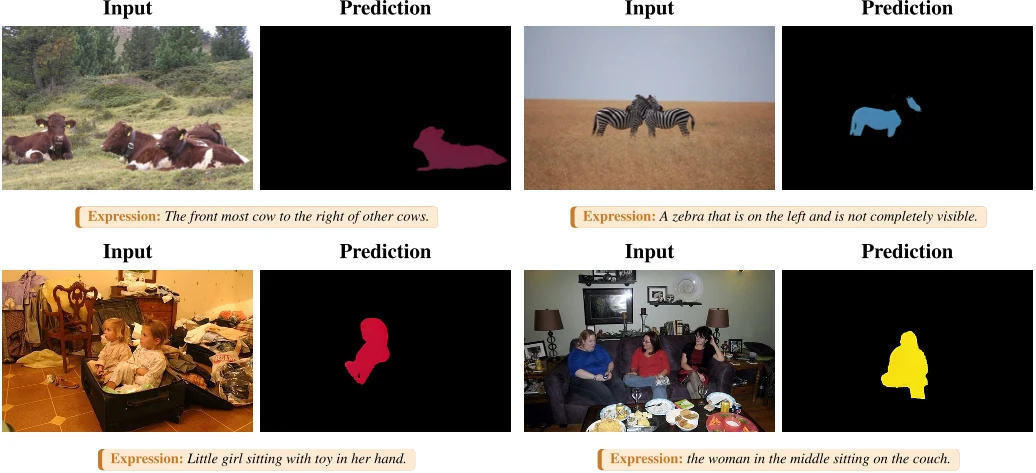 Input Prediction Input Prediction
Expression: The front most cow to the right of other cows.
Expression: A zebra that is on the left and is not completely visible.
Input Prediction Input Prediction
Expression: Little girl sitting with toy in her hand.
Expression: the woman in the middle sitting on the couch.